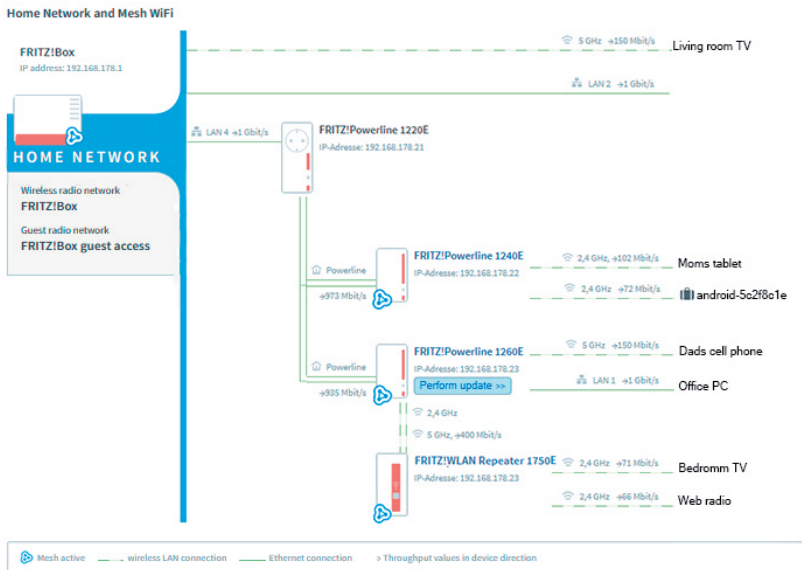 Home Network and Mesh WiFi
FRITZ!Box
IP address: 192.168.178.1
HOME NETWORK
Wireless radio network
FRITZ!Box
Guest radio network
FRITZ!Box guest access
5 GHz →150 Mbit/s
Living room TV
LAN 2 →1 Gbit/s
LAN 4 →1 Gbit/s
FRITZ!Powerline 1220E
IP-Adresse: 192.168.178.21
Powerline
→973 Mbit/s
FRITZ!Powerline 1240E
IP-Adresse: 192.168.178.22
2,4 GHz, →102 Mbit/s
Moms tablet
2,4 GHz →72 Mbit/s
android-5c2f8c1e
Powerline
→935 Mbit/s
FRITZ!Powerline 1260E
IP-Adresse: 192.168.178.23
Perform update >>
5 GHz →150 Mbit/s
Dads cell phone
LAN 1 →1 Gbit/s
Office PC
2,4 GHz
5 GHz, →400 Mbit/s
FRITZ!WLAN Repeater 1750E
IP-Adresse: 192.168.178.23
2,4 GHz →71 Mbit/s
Bedromm TV
2,4 GHz →66 Mbit/s
Web radio
Mesh active
wireless LAN connection
Ethernet connection
→ Throughput values in device direction